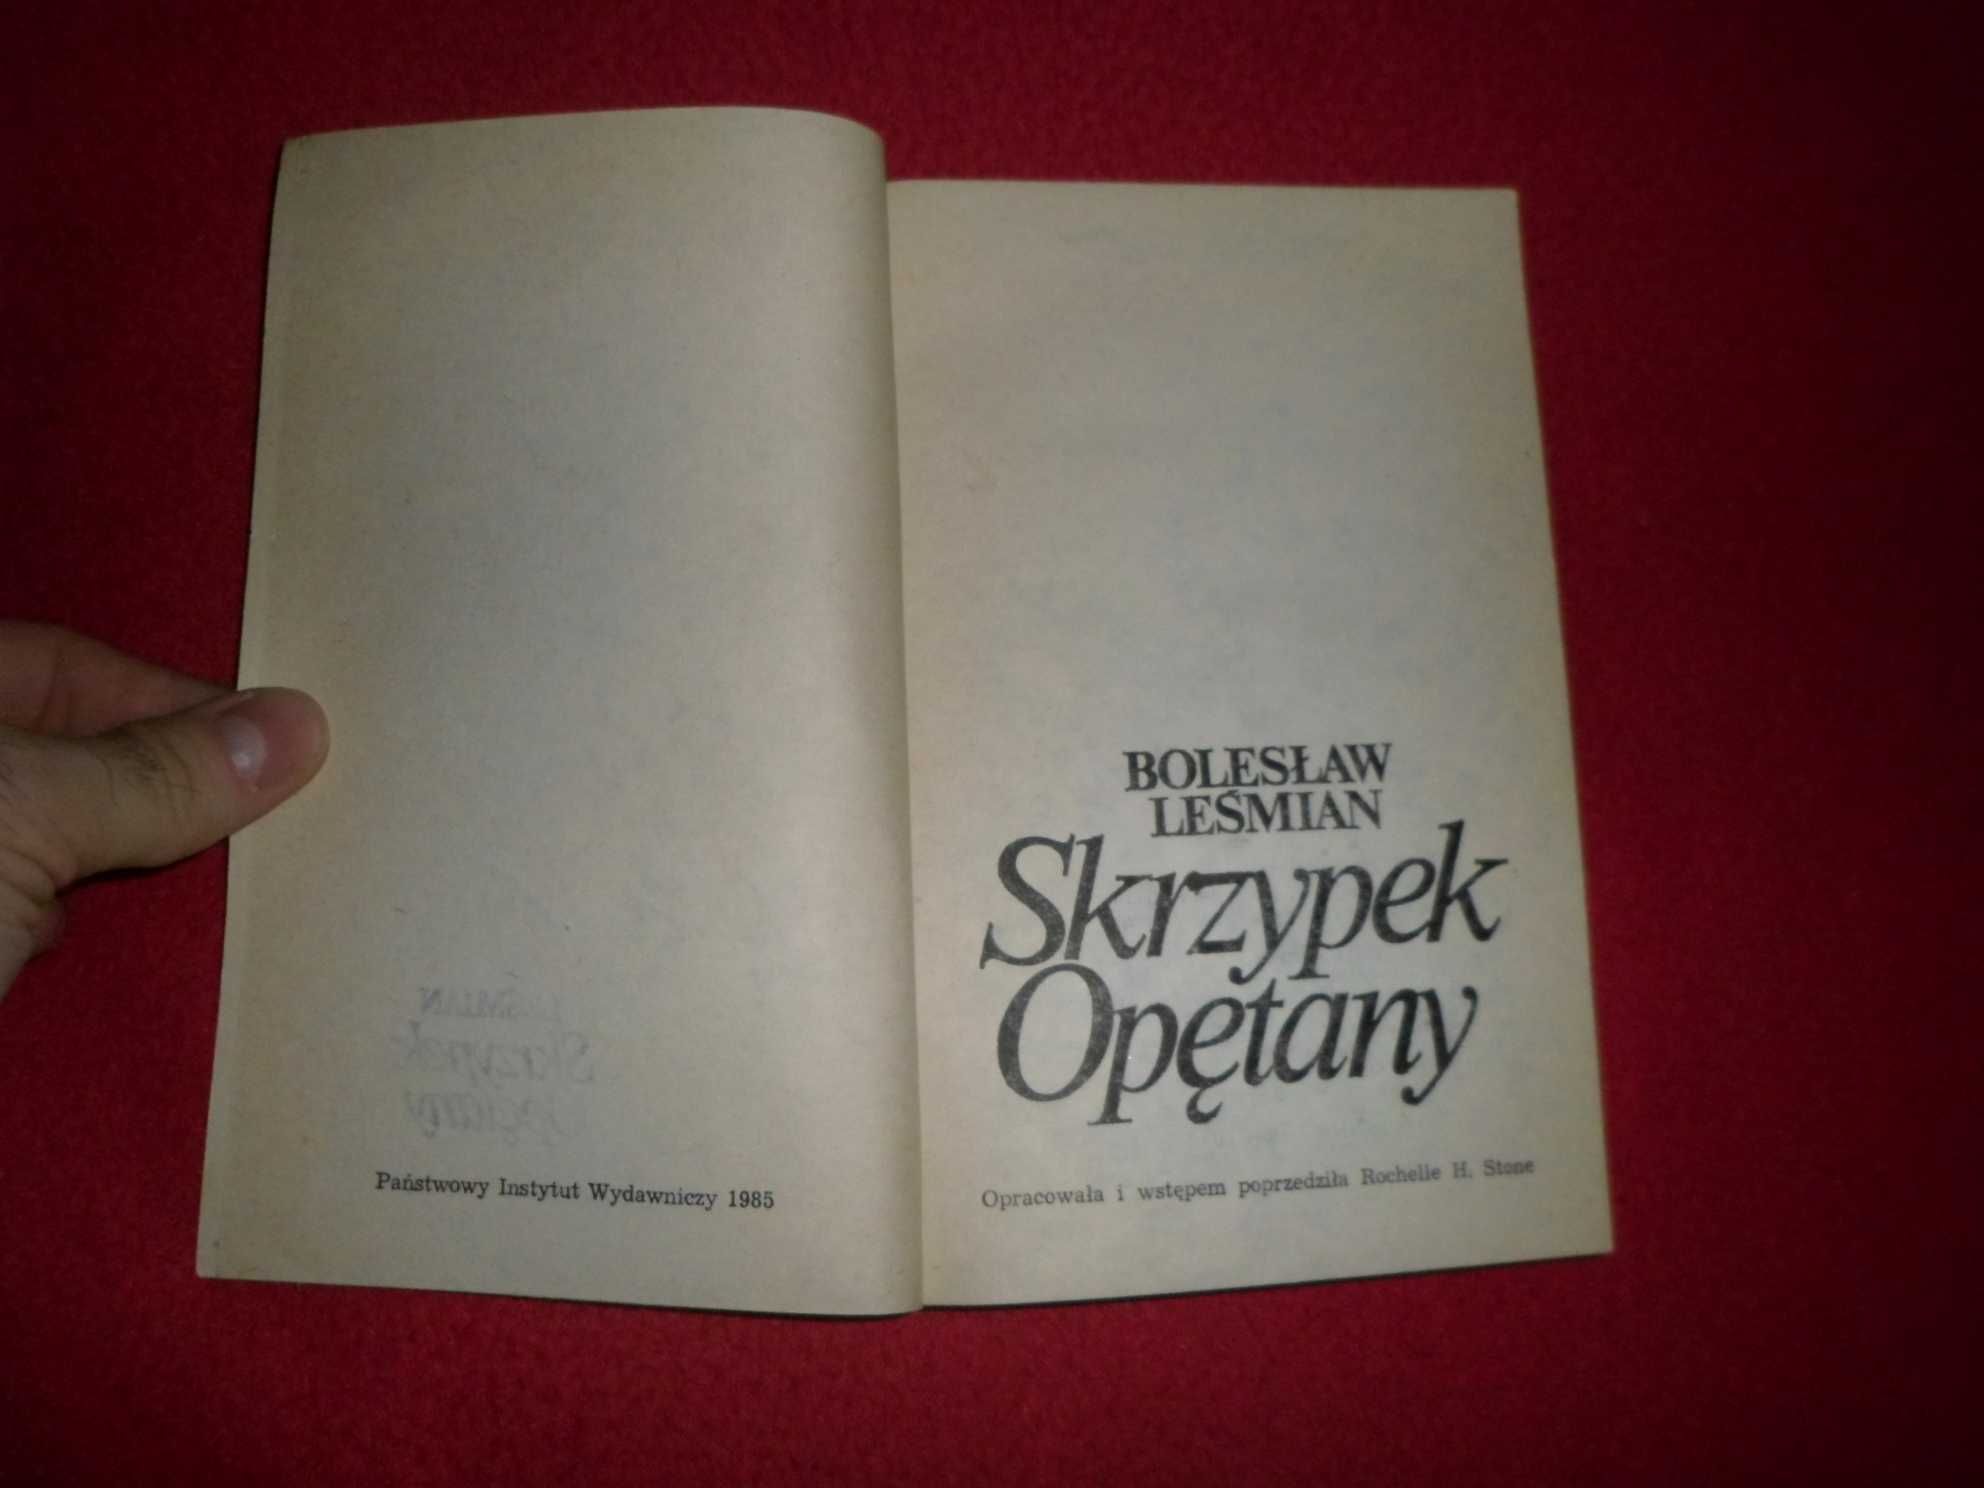 Państwowy Instytut Wydawniczy 1985
BOLESŁAW
LEŚMIAN
Skrzypek
Opętany
Opracowała i wstępem poprzedziła Rochelle H. Stone